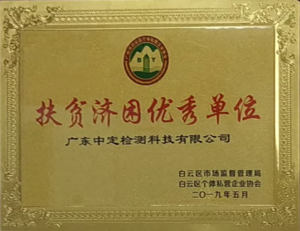 扶贫济困优秀单位
广东中定检测科技有限公司
白云区市场监督管理局
白云区个体私营企业协会
二〇一九年五月